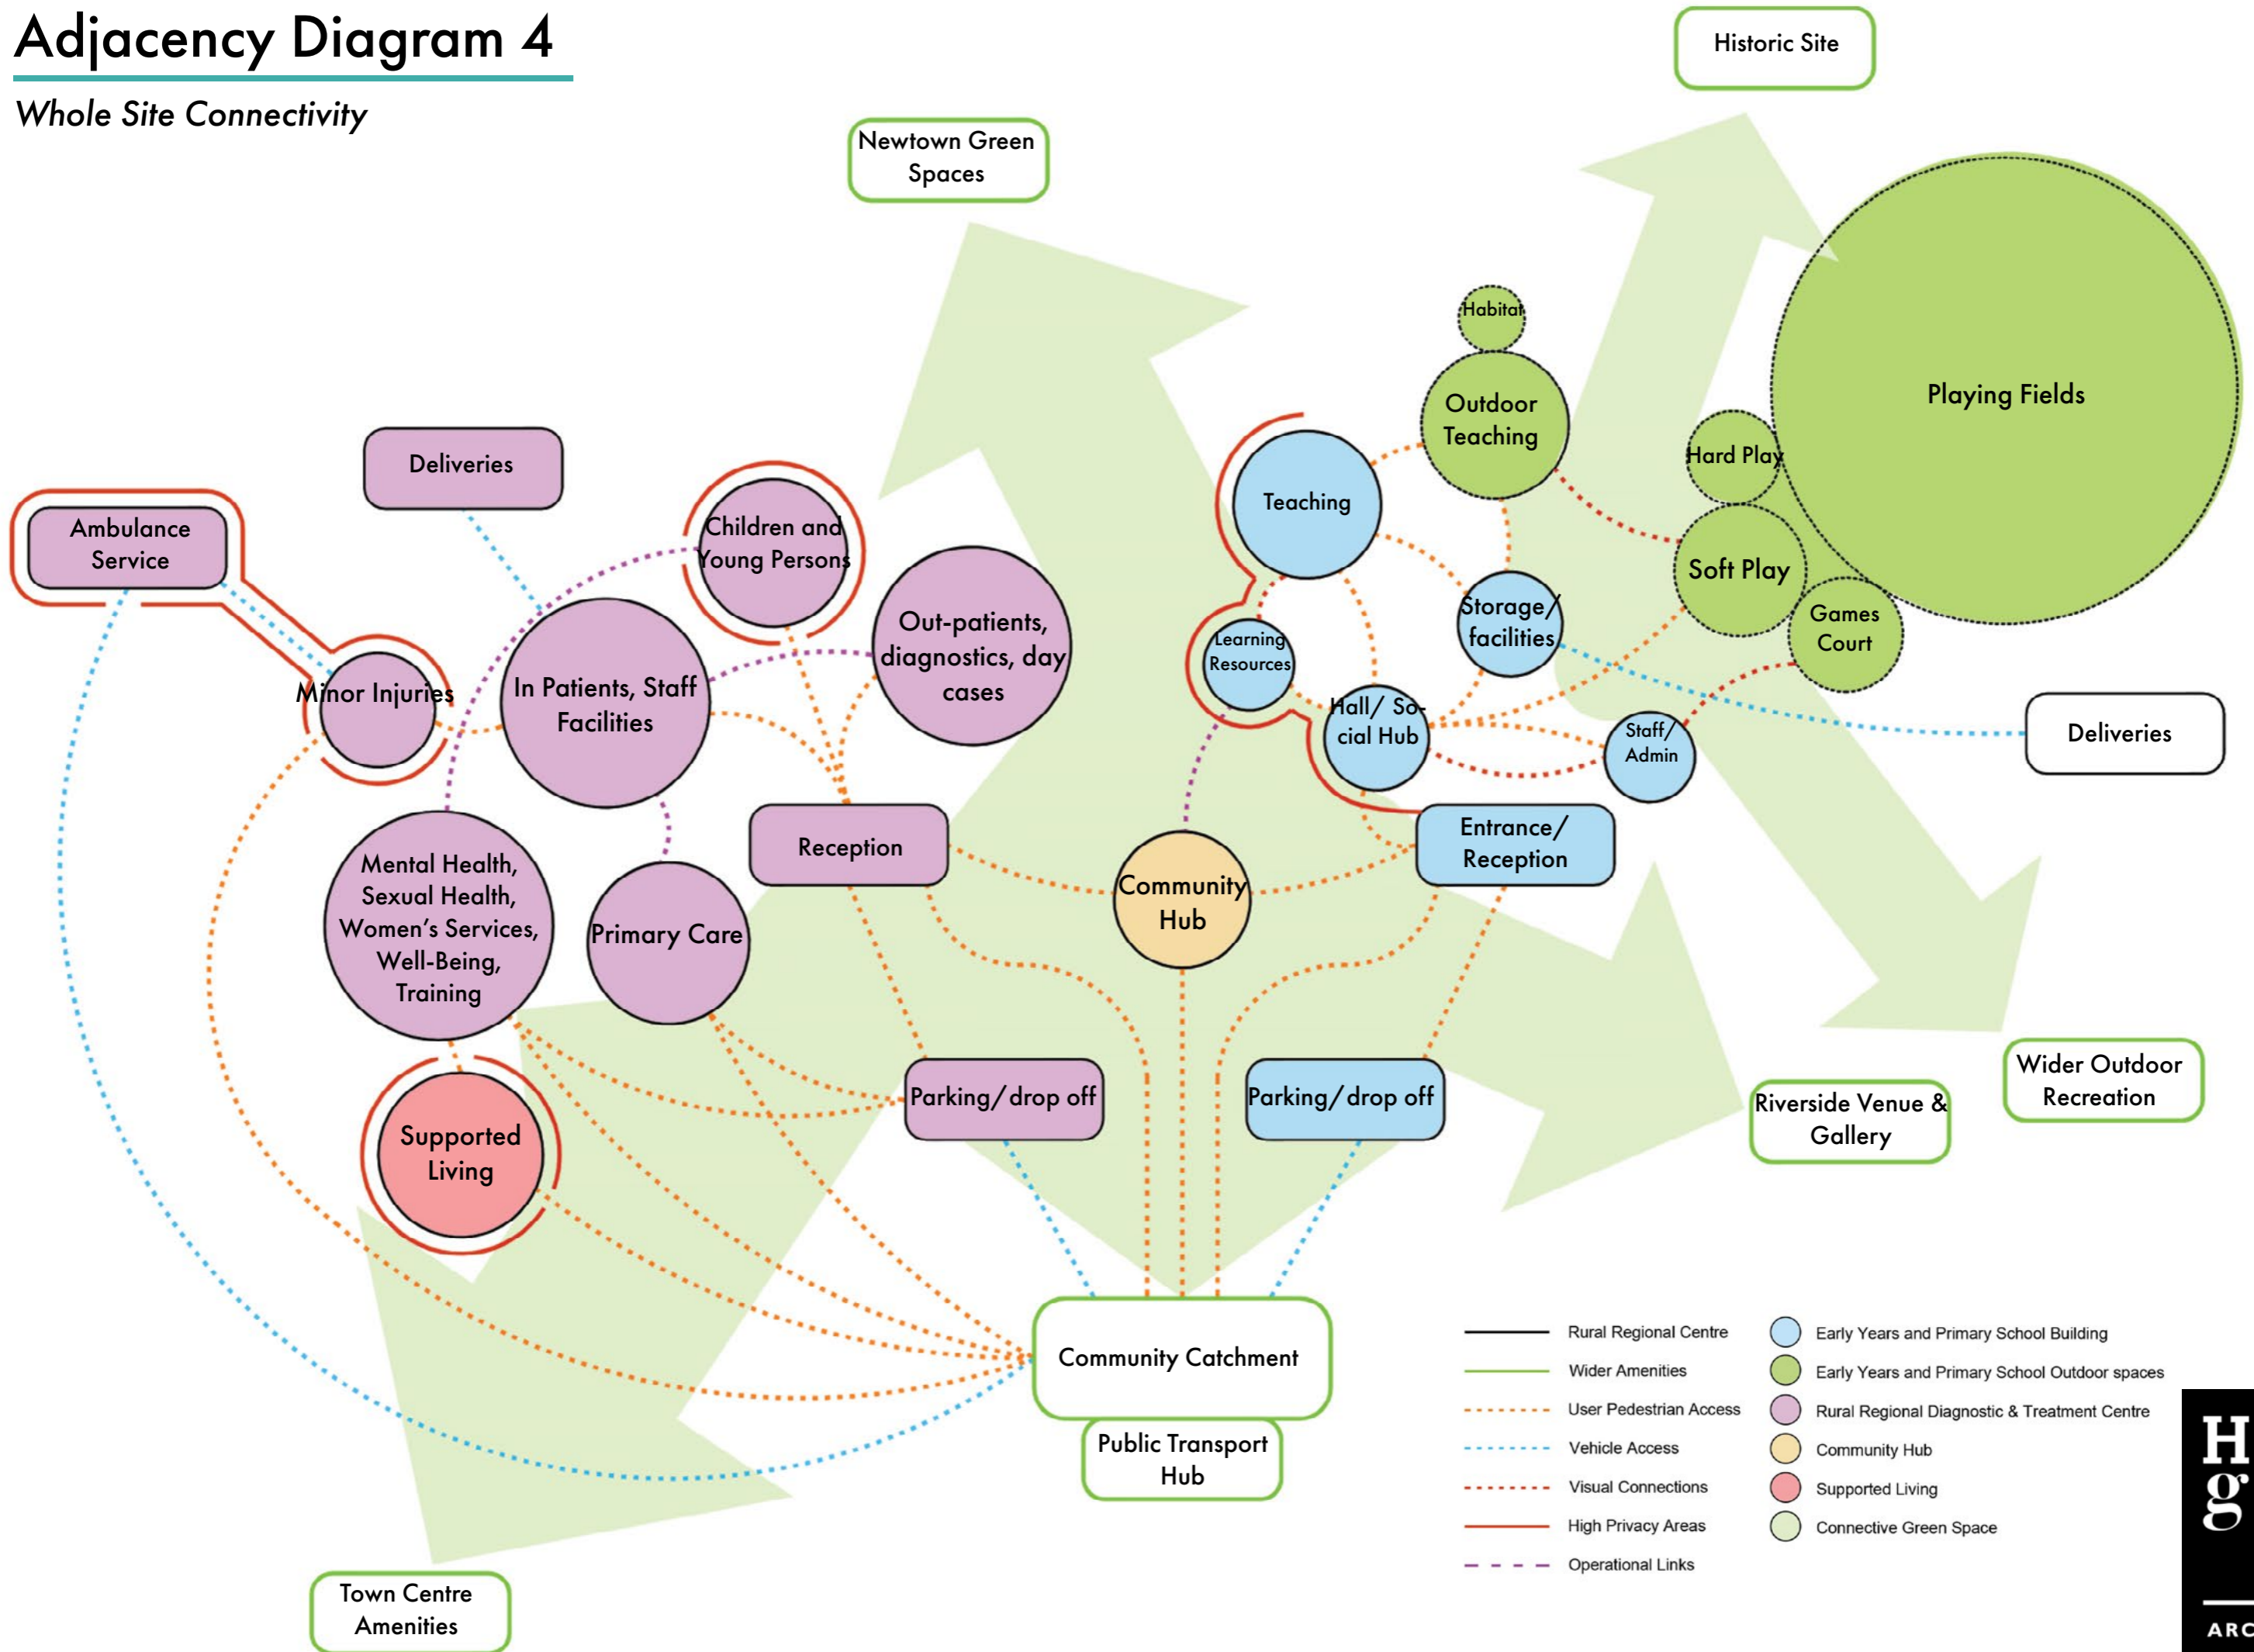 Adjacency Diagram 4
Whole Site Connectivity
Historic Site
Newtown Green
Spaces
Habitat
Outdoor
Teaching
Playing Fields
Hard Play
Soft Play
Games
Court
Deliveries
Ambulance
Service
Children and
Young Persons
Teaching
Storage/
facilities
Learning
Resources
Out-patients,
diagnostics, day
cases
Minor Injuries
In Patients, Staff
Facilities
Hall/ So-
cial Hub
Staff/
Admin
Deliveries
Reception
Entrance/
Reception
Mental Health,
Sexual Health,
Women's Services,
Well-Being,
Training
Primary Care
Community
Hub
Parking/drop off
Parking/drop off
Supported
Living
Riverside Venue &
Gallery
Wider Outdoor
Recreation
Community Catchment
Public Transport
Hub
Town Centre
Amenities
Rural Regional Centre
Wider Amenities
User Pedestrian Access
Vehicle Access
Visual Connections
High Privacy Areas
Operational Links
Early Years and Primary School Building
Early Years and Primary School Outdoor spaces
Rural Regional Diagnostic & Treatment Centre
Community Hub
Supported Living
Connective Green Space
H
g
ARC